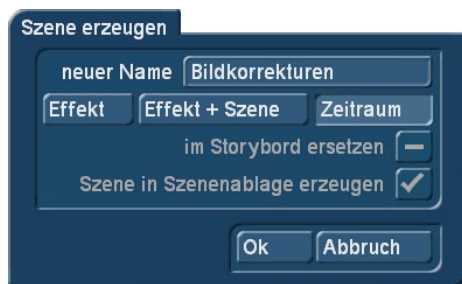 Szene erzeugen
neuer Name Bildkorrekturen
Effekt Effekt + Szene Zeitraum
im Storybord ersetzen
Szene in Szenenablage erzeugen
Ok Abbruch